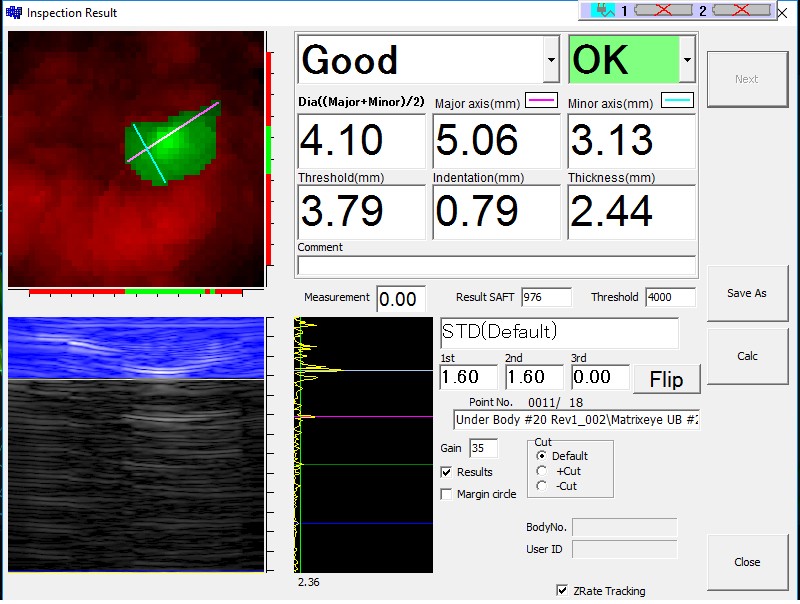 Inspection Result
1 2
Good OK
Next
Dia((Major+Minor)/2) Major axis(mm) Minor axis(mm)
4.10 5.06 3.13
Threshold(mm) Indentation(mm) Thickness(mm)
3.79 0.79 2.44
Comment
Measurement 0.00 Result SAFT 976 Threshold 4000
Save As
STD(Default)
Calc
1st 2nd 3rd
1.60 1.60 0.00 Flip
Point No. 0011/ 18
Under Body #20 Rev1_002\Matrixeye UB #2
Gain 35
Cut
Default
+Cut
-Cut
Results
Margin circle
BodyNo.
User ID
Close
2.36
ZRate Tracking